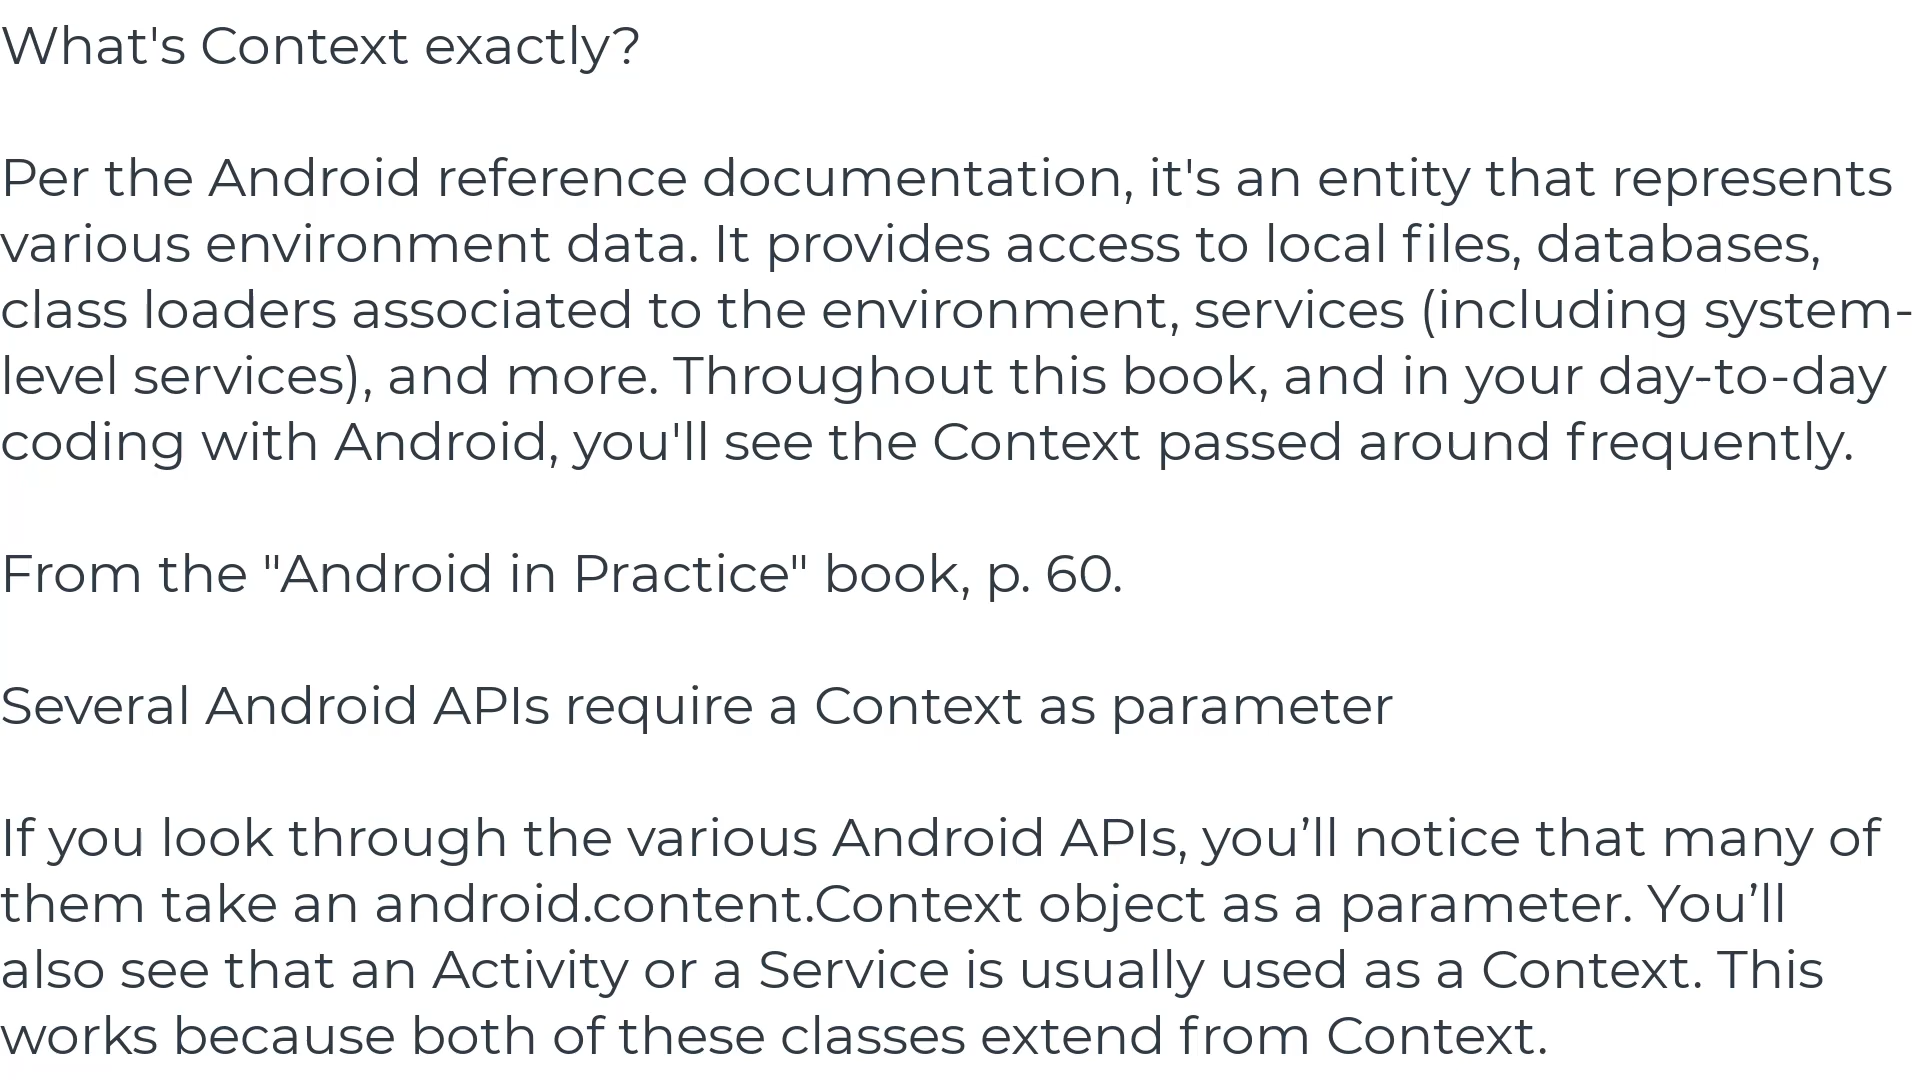 What's Context exactly?
Per the Android reference documentation, it's an entity that represents
various environment data. It provides access to local files, databases,
class loaders associated to the environment, services (including system-
level services), and more. Throughout this book, and in your day-to-day
coding with Android, you'll see the Context passed around frequently.
From the "Android in Practice" book, p. 60.
Several Android APIs require a Context as parameter
If you look through the various Android APIs, you’ll notice that many of
them take an android.content.Context object as a parameter. You’ll
also see that an Activity or a Service is usually used as a Context. This
works because both of these classes extend from Context.